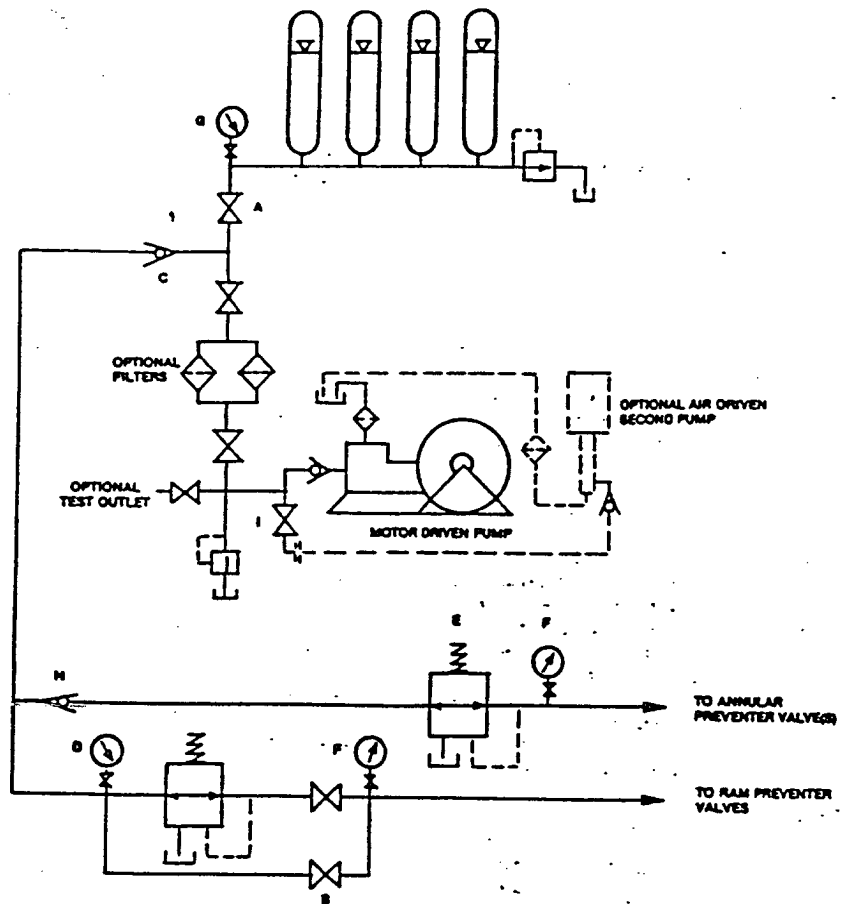 G
A
1
C
OPTIONAL
FILTERS
OPTIONAL AIR DRIVEN
SECOND PUMP
OPTIONAL
TEST OUTLET
I
MOTOR DRIVEN PUMP
E
F
H
TO ANNULAR
PREVENTER VALVE(S)
D
F
TO RAM PREVENTER
VALVES
B